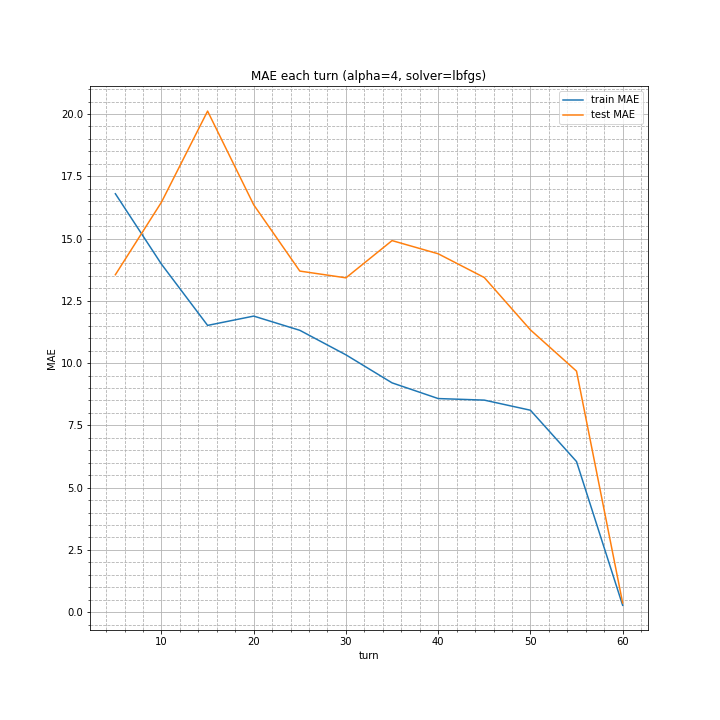 MAE each turn (alpha=4, solver=lbfgs)
train MAE
test MAE
20.0
17.5
15.0
12.5
10.0
7.5
5.0
2.5
0.0
MAE
10 20 30 40 50 60
turn